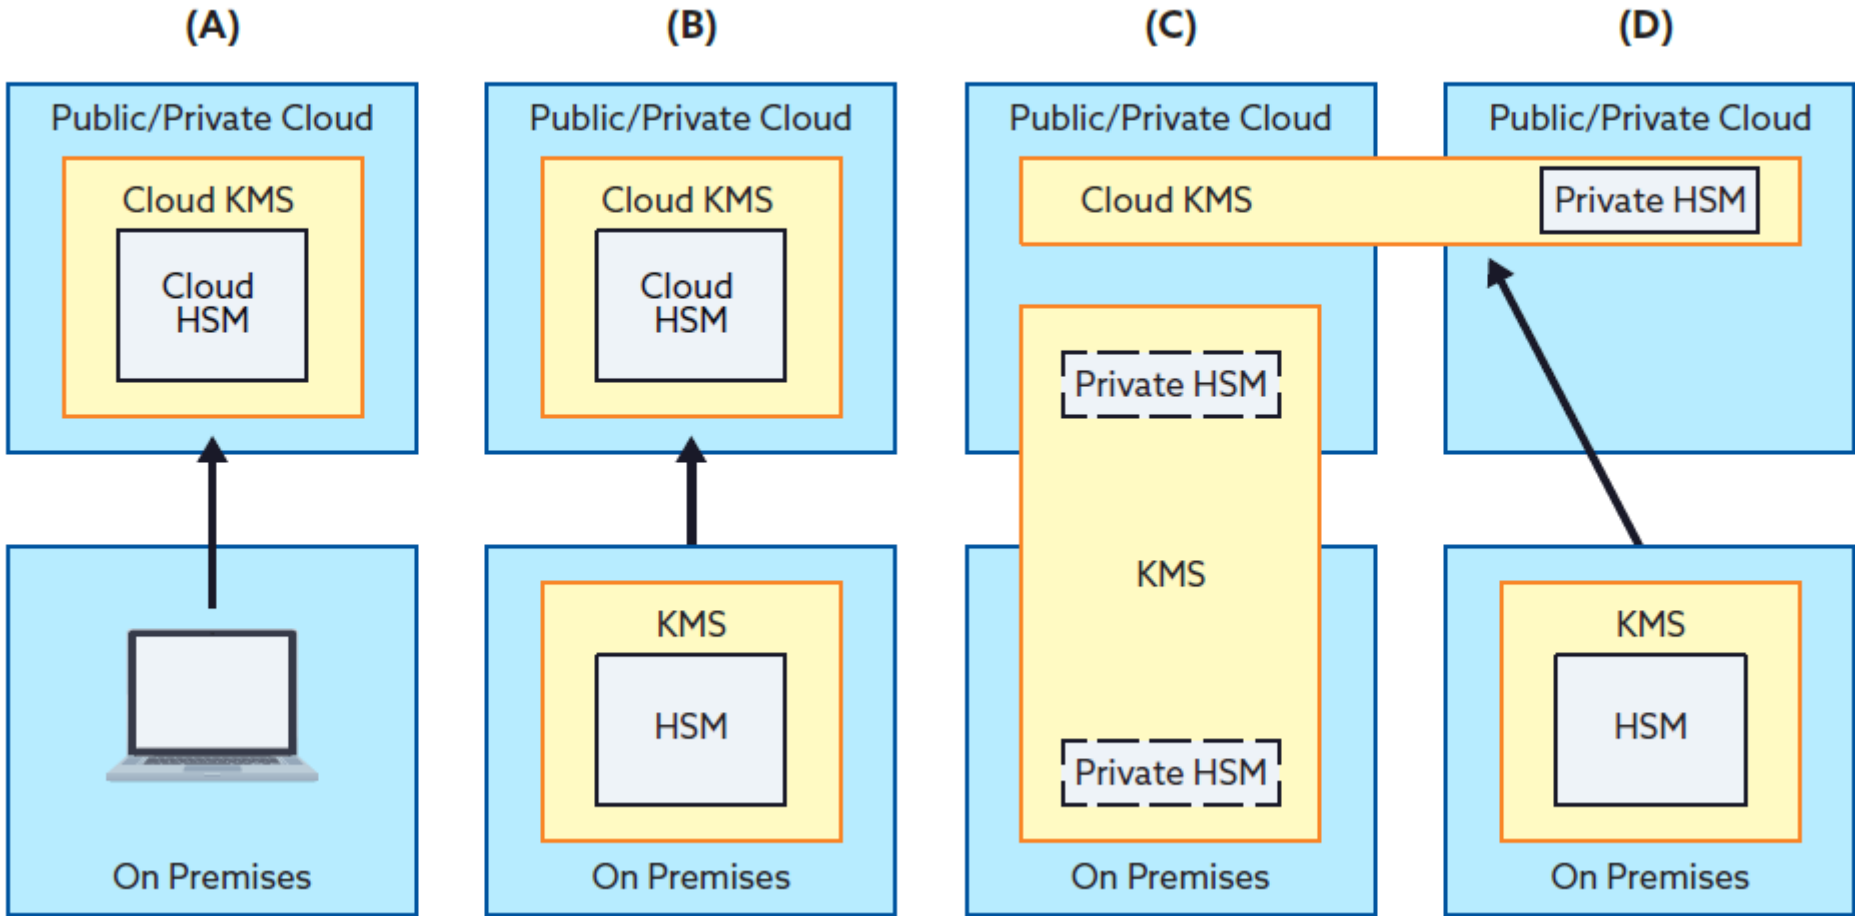 (A)
(B)
(C)
(D)
Public/Private Cloud
Public/Private Cloud
Public/Private Cloud
Public/Private Cloud
Cloud KMS
Cloud
HSM
Cloud KMS
Cloud
HSM
Cloud KMS
Private HSM
Private HSM
KMS
Private HSM
KMS
HSM
KMS
HSM
On Premises
On Premises
On Premises
On Premises